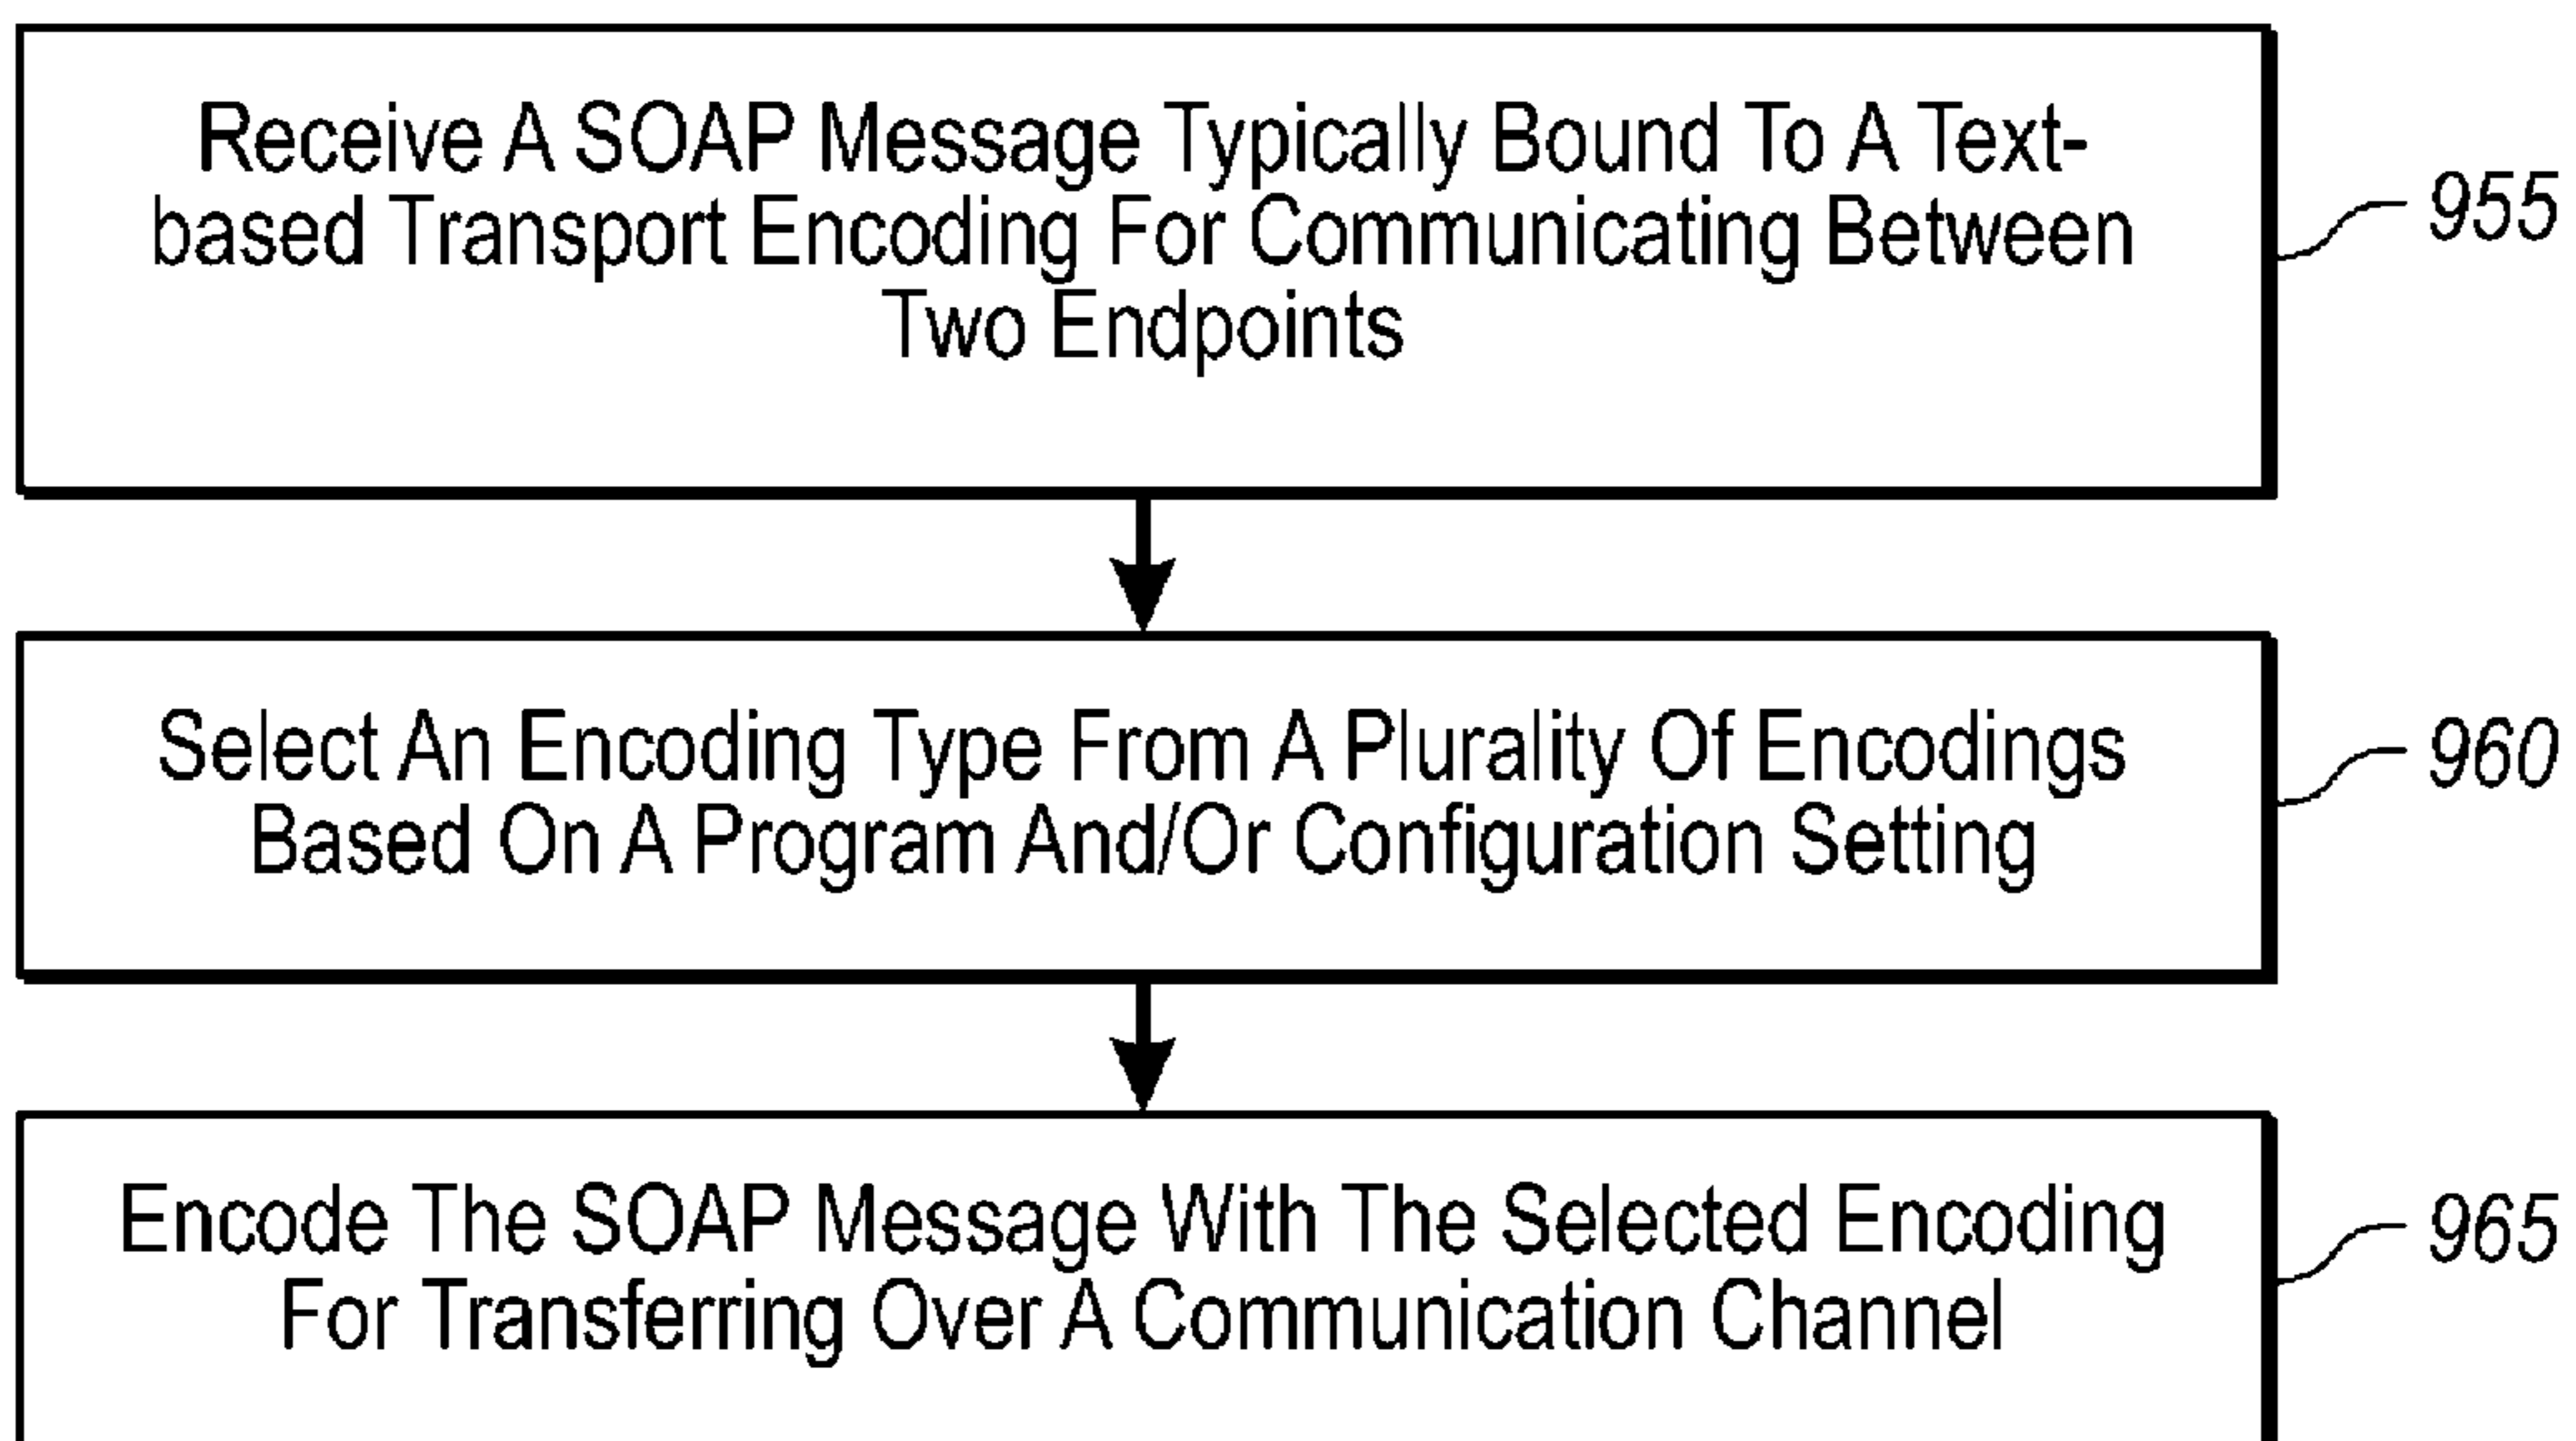 Receive A SOAP Message Typically Bound To A Text-
based Transport Encoding For Communicating Between
Two Endpoints
955
Select An Encoding Type From A Plurality Of Encodings
Based On A Program And/Or Configuration Setting
960
Encode The SOAP Message With The Selected Encoding
For Transferring Over A Communication Channel
965